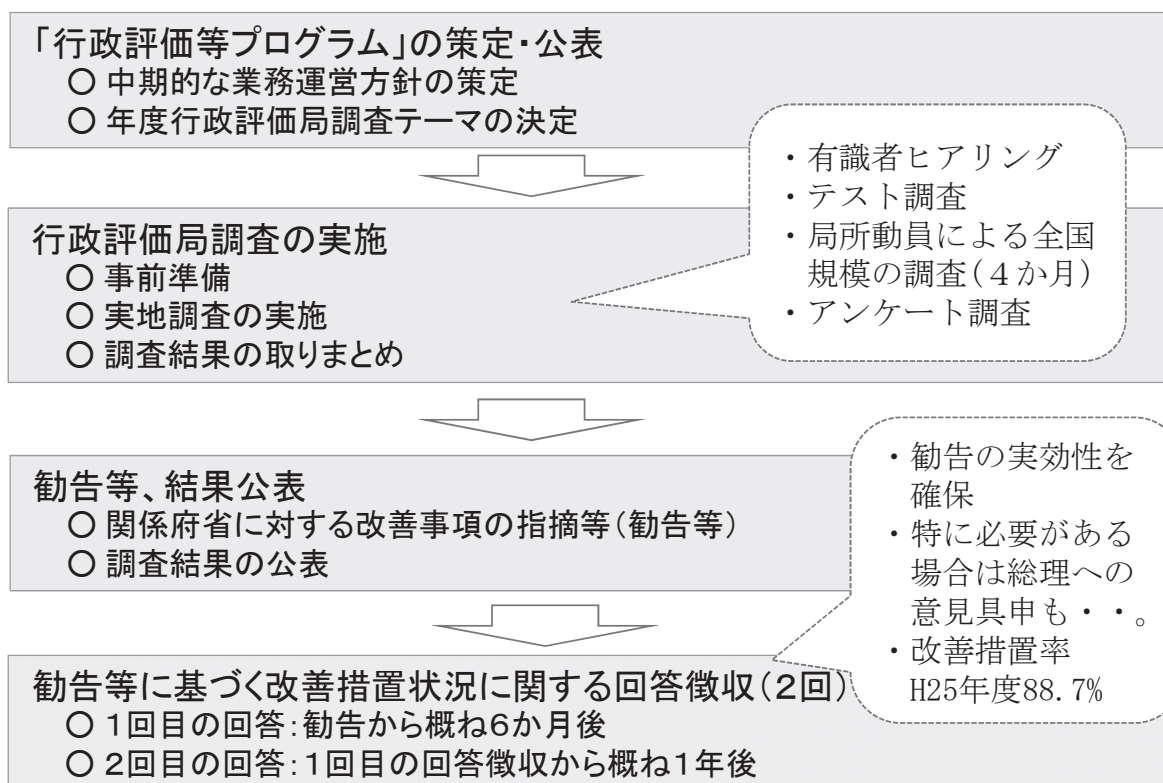 「行政評価等プログラム」の策定・公表
○ 中期的な業務運営方針の策定
○ 年度行政評価局調査テーマの決定
・有識者ヒアリング
・テスト調査
・局所動員による全国
規模の調査(４か月)
・アンケート調査
行政評価局調査の実施
○ 事前準備
○ 実地調査の実施
○ 調査結果の取りまとめ
勧告等、結果公表
○ 関係府省に対する改善事項の指摘等(勧告等)
○ 調査結果の公表
・勧告の実効性を
確保
・特に必要がある
場合は総理への
意見具申も・・。
・改善措置率
H25年度88.7%
勧告等に基づく改善措置状況に関する回答徴収(２回)
○ １回目の回答:勧告から概ね６か月後
○ ２回目の回答:１回目の回答徴収から概ね１年後